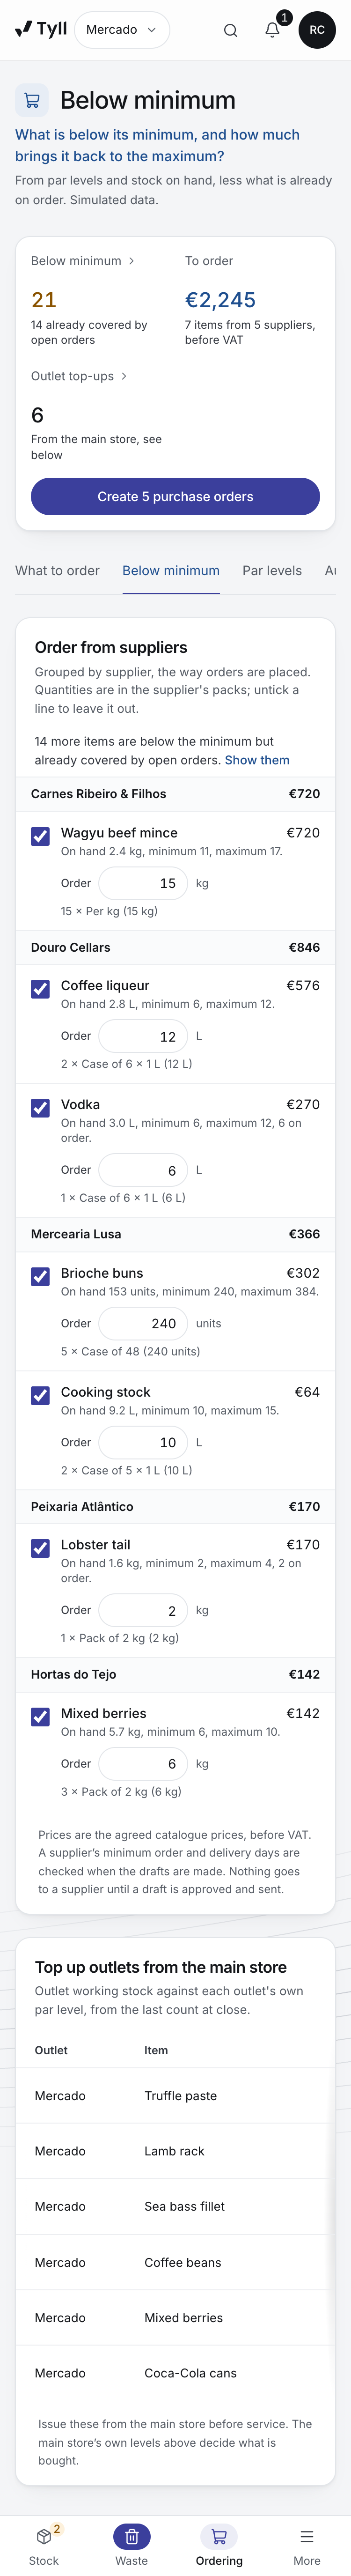 Tyll
Mercado
1
RC
Below minimum
What is below its minimum, and how much
brings it back to the maximum?
From par levels and stock on hand, less what is already
on order. Simulated data.
Below minimum
To order
21
€2,245
14 already covered by
open orders
7 items from 5 suppliers,
before VAT
Outlet top-ups
6
From the main store, see
below
Create 5 purchase orders
What to order
Below minimum
Par levels
Order from suppliers
Grouped by supplier, the way orders are placed.
Quantities are in the supplier's packs; untick a
line to leave it out.
14 more items are below the minimum but
already covered by open orders. Show them
Carnes Ribeiro & Filhos €720
Wagyu beef mince €720
On hand 2.4 kg, minimum 11, maximum 17.
Order 15 kg
15 × Per kg (15 kg)
Douro Cellars €846
Coffee liqueur €576
On hand 2.8 L, minimum 6, maximum 12.
Order 12 L
2 × Case of 6 × 1 L (12 L)
Vodka €270
On hand 3.0 L, minimum 6, maximum 12, 6 on
order.
Order 6 L
1 × Case of 6 × 1 L (6 L)
Mercearia Lusa €366
Brioche buns €302
On hand 153 units, minimum 240, maximum 384.
Order 240 units
5 × Case of 48 (240 units)
Cooking stock €64
On hand 9.2 L, minimum 10, maximum 15.
Order 10 L
2 × Case of 5 × 1 L (10 L)
Peixaria Atlântico €170
Lobster tail €170
On hand 1.6 kg, minimum 2, maximum 4, 2 on
order.
Order 2 kg
1 × Pack of 2 kg (2 kg)
Hortas do Tejo €142
Mixed berries €142
On hand 5.7 kg, minimum 6, maximum 10.
Order 6 kg
3 × Pack of 2 kg (6 kg)
Prices are the agreed catalogue prices, before VAT.
A supplier’s minimum order and delivery days are
checked when the drafts are made. Nothing goes
to a supplier until a draft is approved and sent.
Top up outlets from the main store
Outlet working stock against each outlet's own
par level, from the last count at close.
Outlet Item
Mercado Truffle paste
Mercado Lamb rack
Mercado Sea bass fillet
Mercado Coffee beans
Mercado Mixed berries
Mercado Coca-Cola cans
Issue these from the main store before service. The
main store’s own levels above decide what is
bought.
2
Stock
Waste
Ordering
More